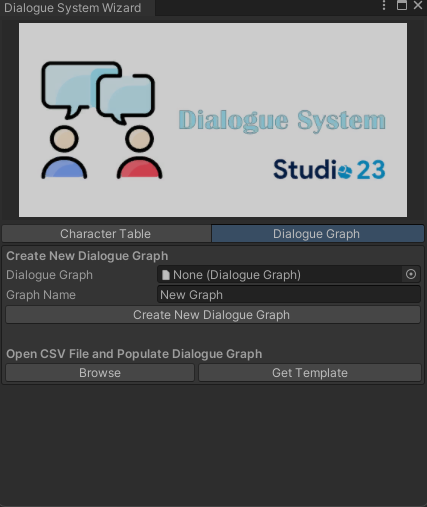 Dialogue System Wizard
Dialogue System
Studio 23
Character Table
Dialogue Graph
Create New Dialogue Graph
Dialogue Graph
None (Dialogue Graph)
Graph Name
New Graph
Create New Dialogue Graph
Open CSV File and Populate Dialogue Graph
Browse
Get Template